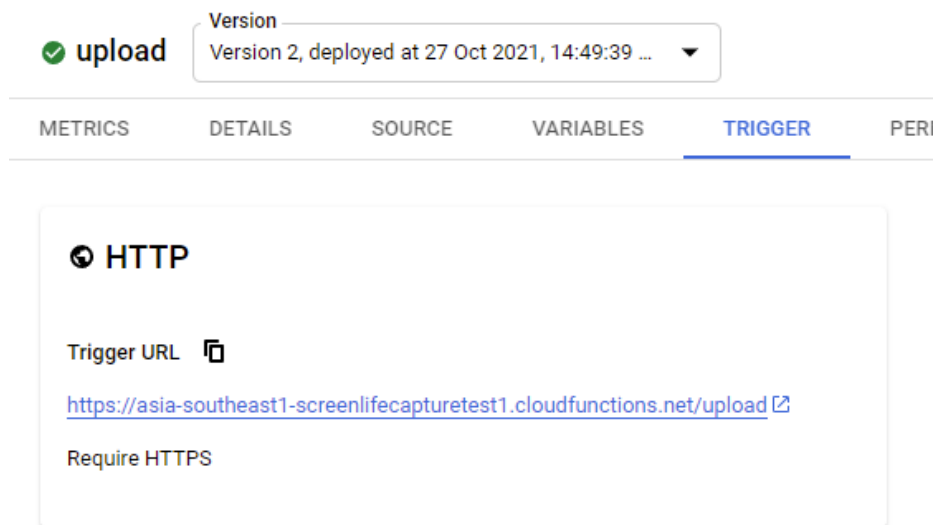 Version
upload
Version 2, deployed at 27 Oct 2021, 14:49:39 ...
METRICS DETAILS SOURCE VARIABLES TRIGGER PERI
HTTP
Trigger URL
https://asia-southeast1-screenlifecapturetest1.cloudfunctions.net/upload
Require HTTPS